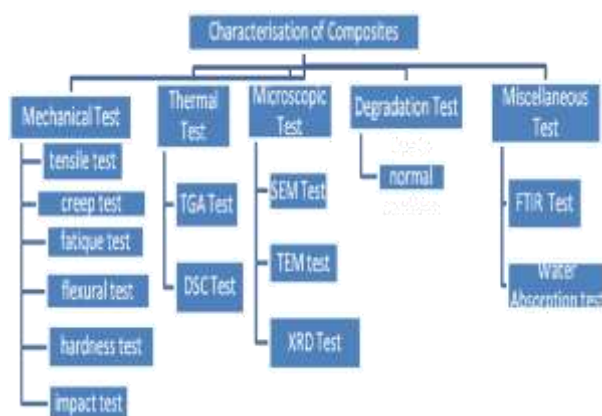 Characterisation of Composites
Mechanical Test
tensile test
creep test
fatique test
flexural test
hardness test
impact test
Thermal
Test
TGA Test
DSC Test
Microscopic
Test
SEM Test
TEM test
XRD Test
Degradation Test
normal
Miscellaneous
Test
FTIR Test
Water
Absorption test